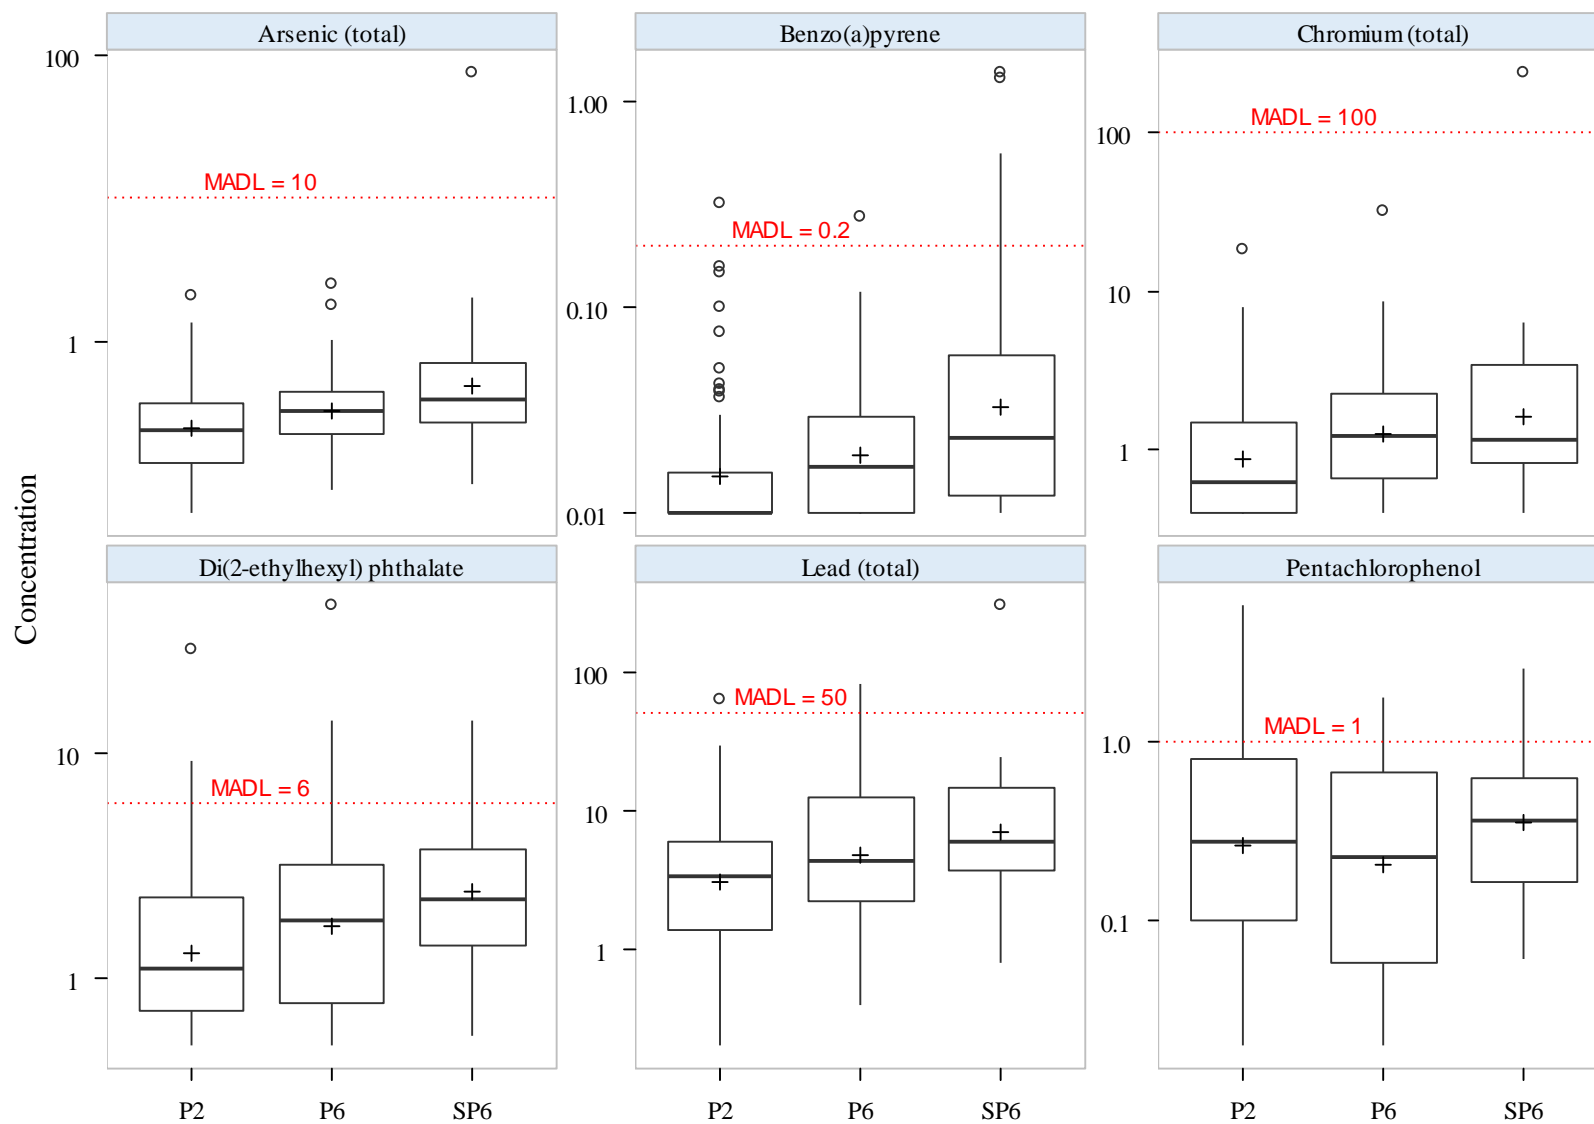 Arsenic (total)
Benzo(a)pyrene
Chromium (total)
100
1
MADL = 10
1.00
0.10
0.01
MADL = 0.2
100
10
1
MADL = 100
Concentration
Di(2-ethylhexyl) phthalate
Lead (total)
Pentachlorophenol
10
1
MADL = 6
100
10
1
MADL = 50
1.0
0.1
MADL = 1
P2 P6 SP6
P2 P6 SP6
P2 P6 SP6